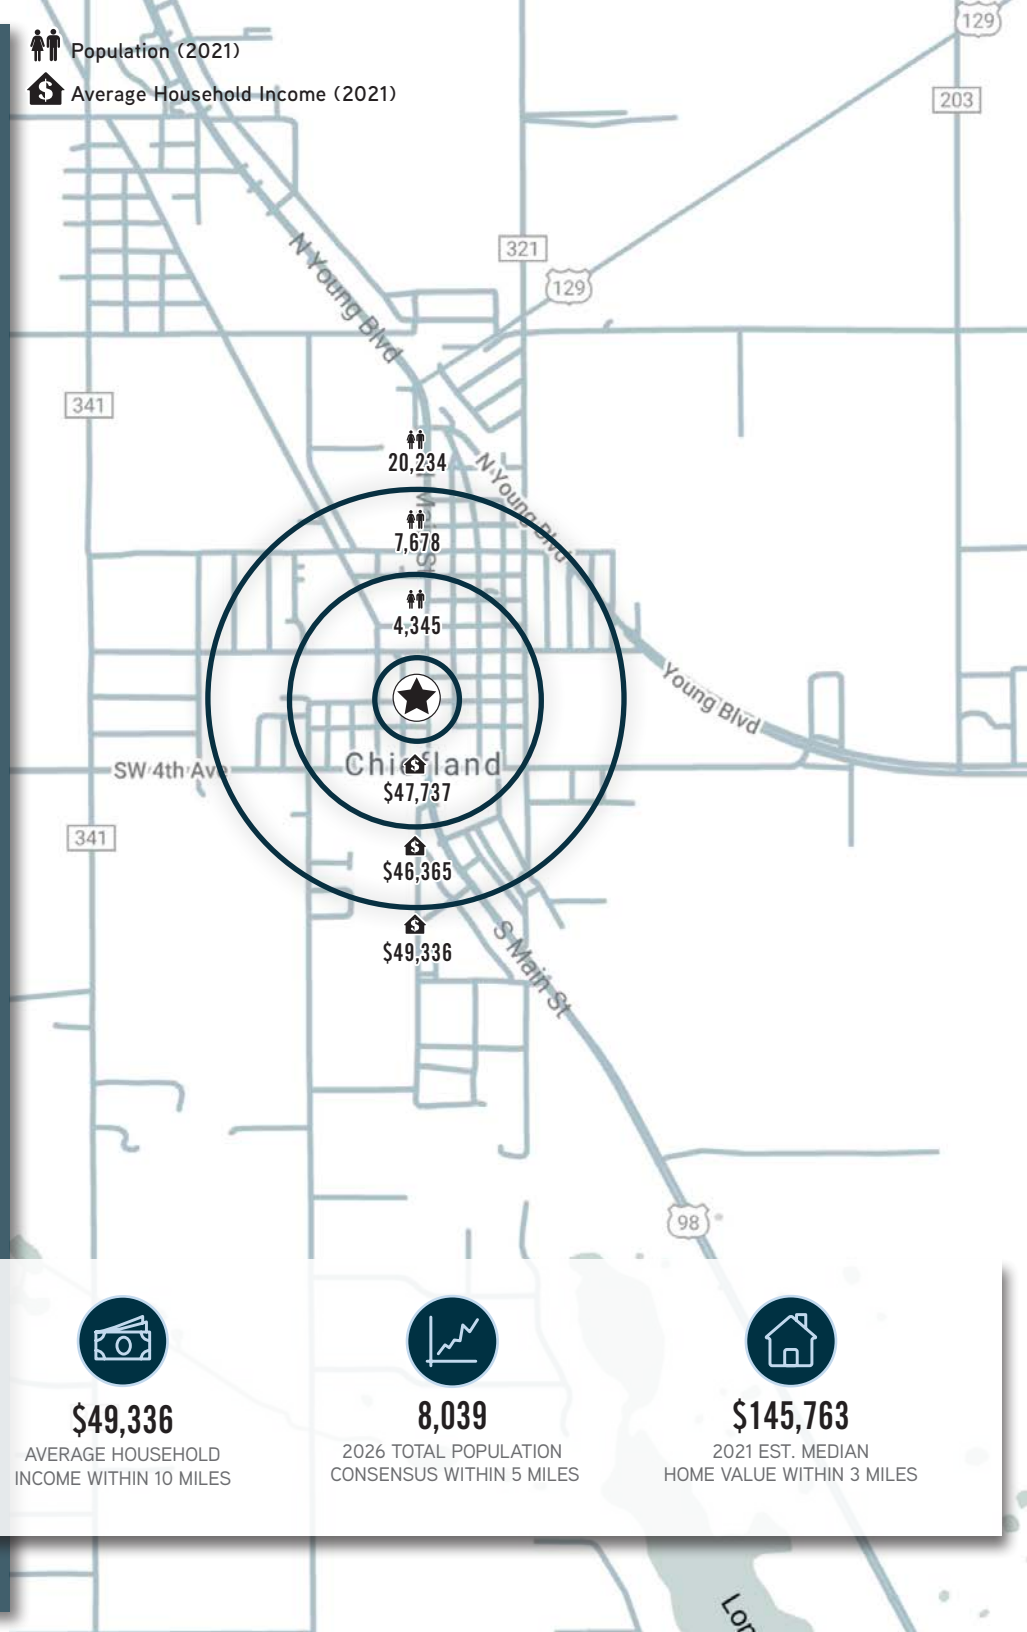 Population (2021)
Average Household Income (2021)
129
203
N Young Blvd
321
129
341
20,234
N Young Blvd
N Main St
7,678
4,345
Young Blvd
Chiefland
SW 4th Ave
$47,737
341
$46,365
$49,336
S Main St
98
$49,336
AVERAGE HOUSEHOLD
INCOME WITHIN 10 MILES
8,039
2026 TOTAL POPULATION
CONSENSUS WITHIN 5 MILES
$145,763
2021 EST. MEDIAN
HOME VALUE WITHIN 3 MILES